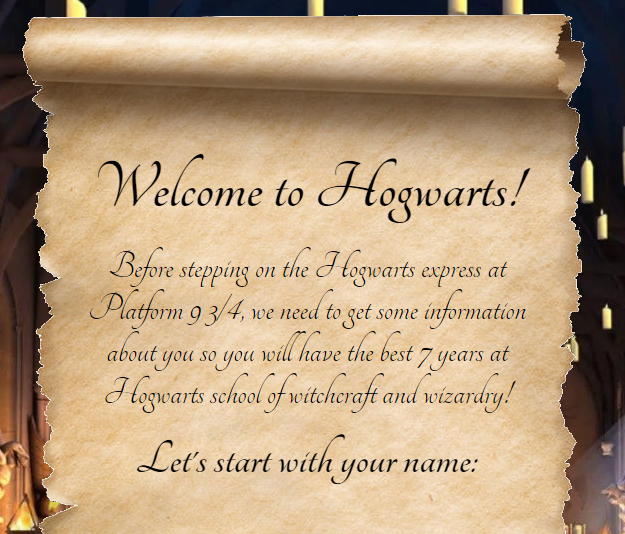 Welcome to Hogwarts!
Before stepping on the Hogwarts express at
Platform 9 3/4, we need to get some information
about you so you will have the best 7 years at
Hogwarts school of witchcraft and wizardry!
Let's start with your name: